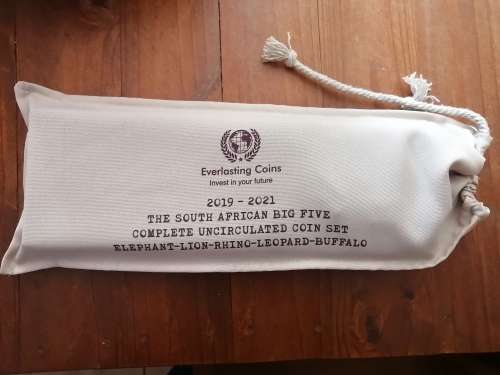 Everlasting Coins
Invest in your future
2019 - 2021
THE SOUTH AFRICAN BIG FIVE
COMPLETE UNCIRCULATED COIN SET
ELEPHANT-LION-RHINO-LEOPARD-BUFFALO